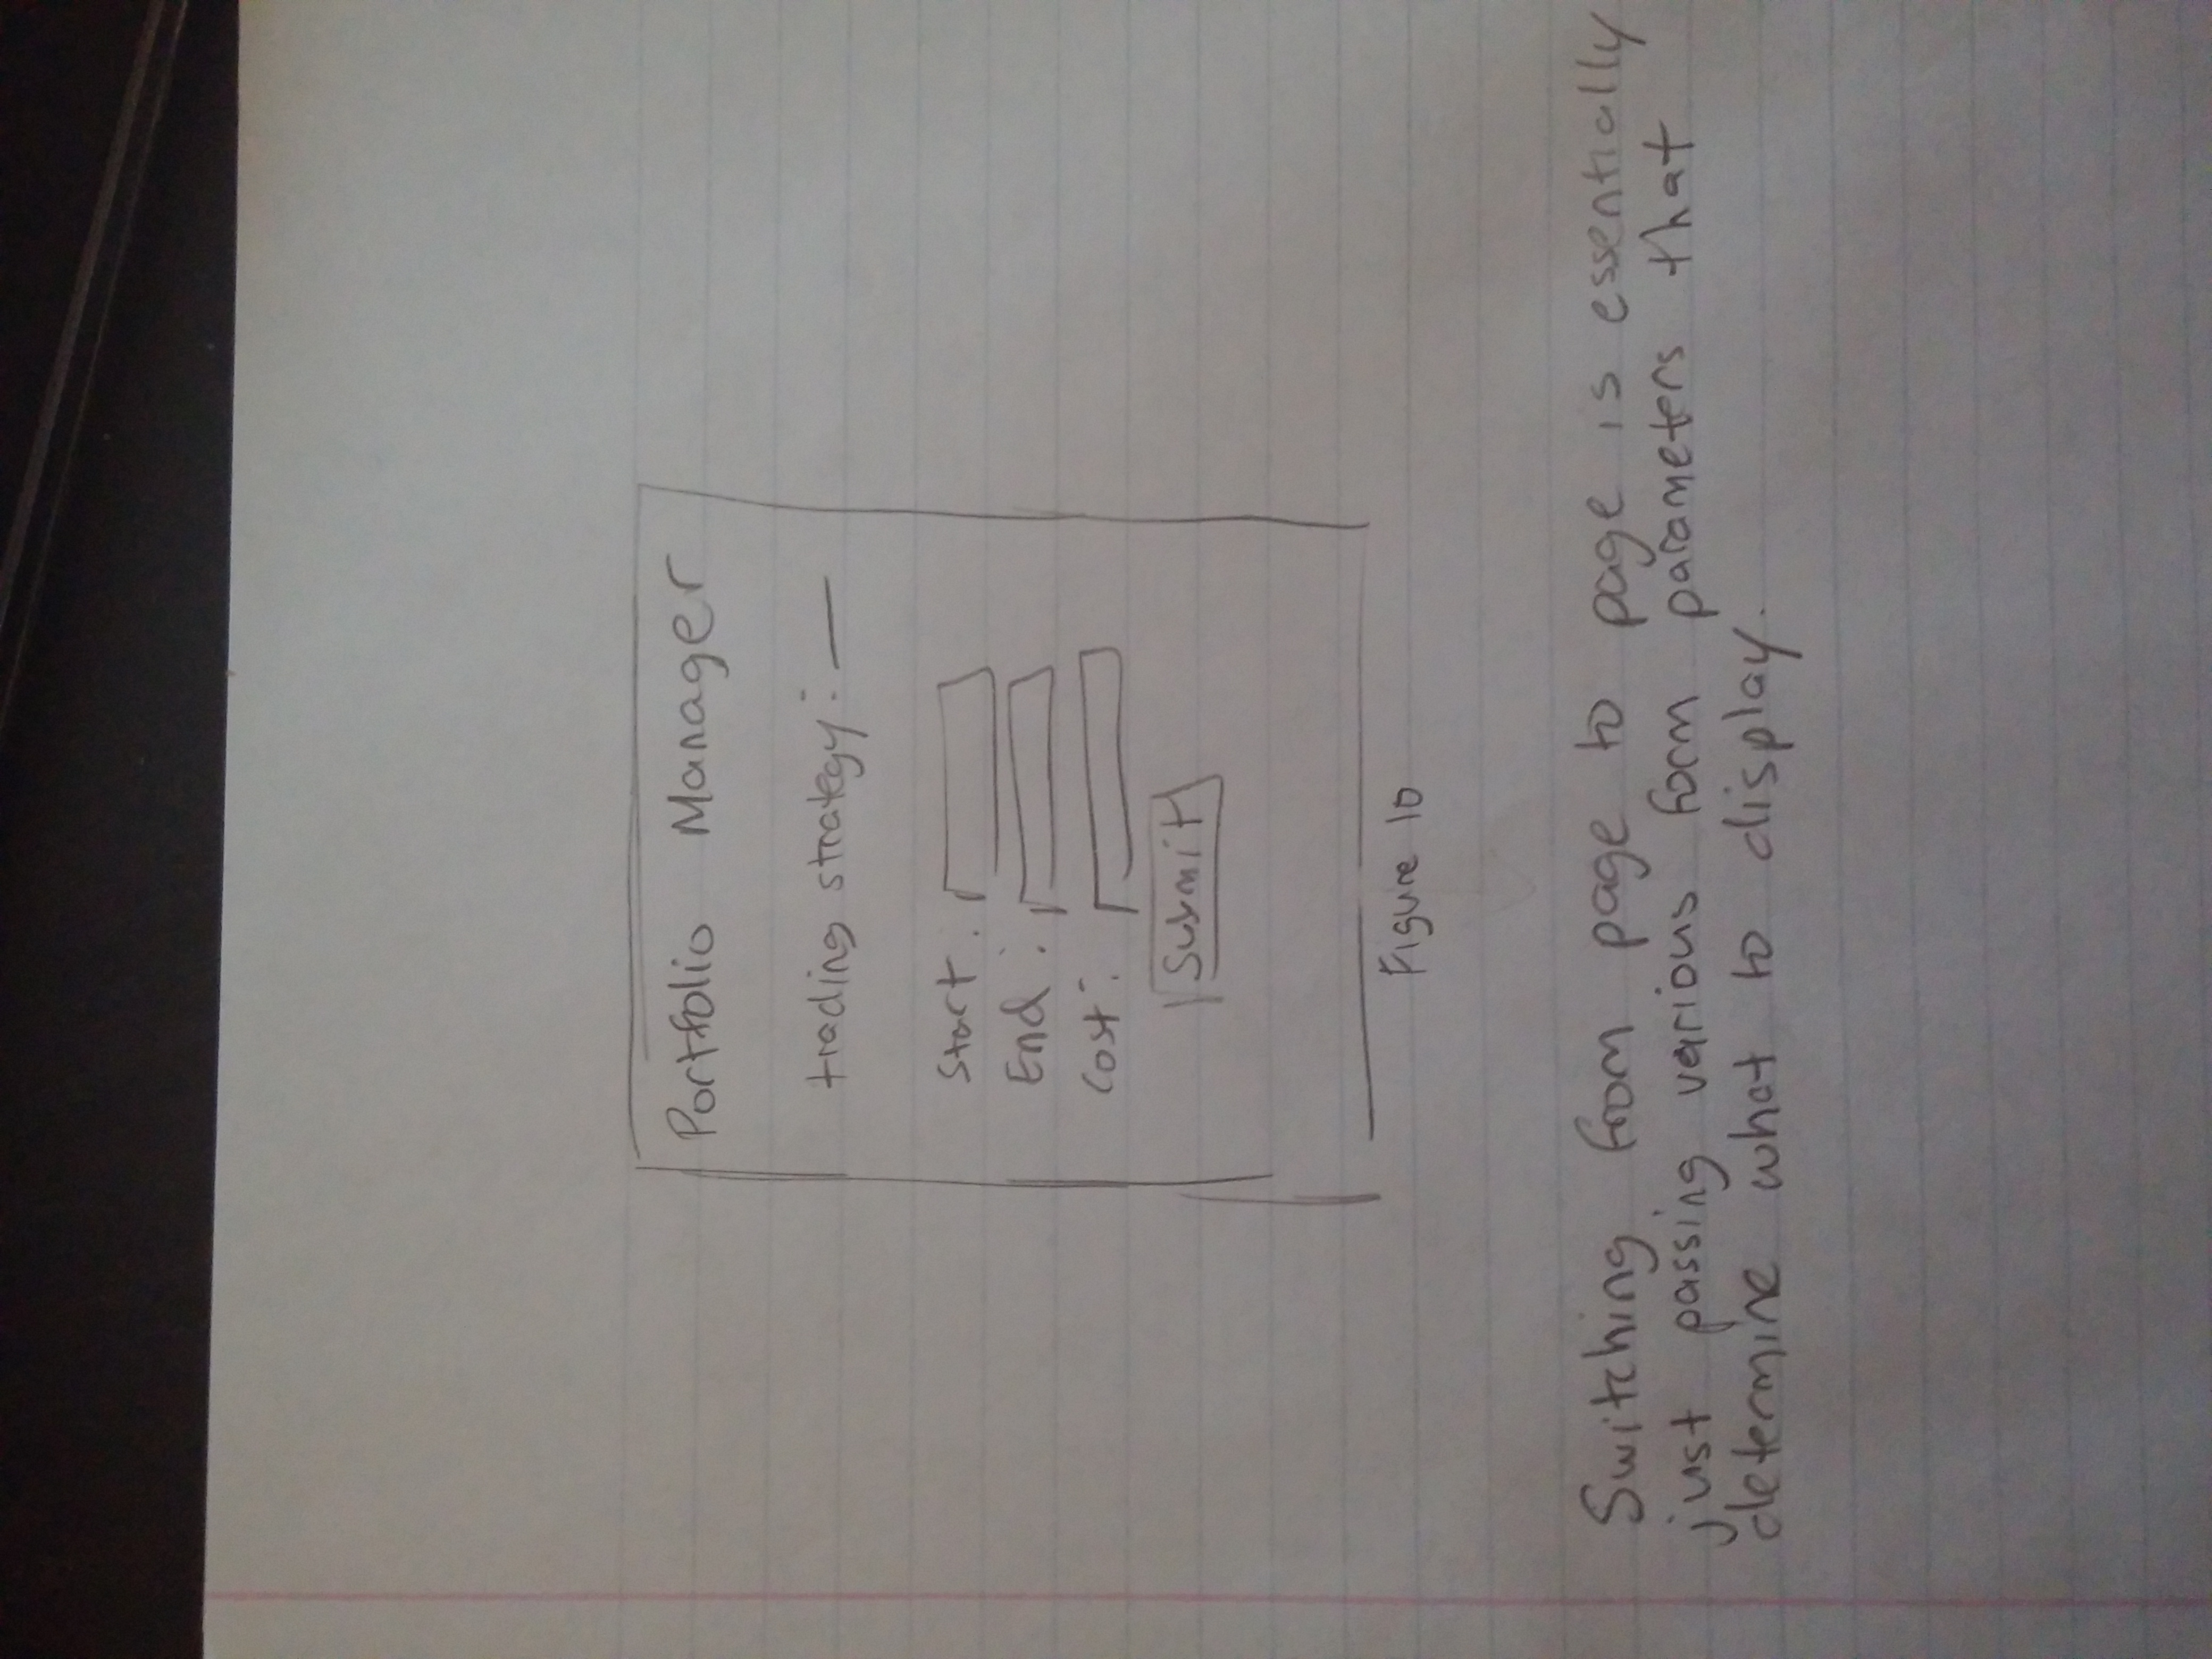 Portfolio Manager
trading strategy: —
Start:
End:
Cost:
Submit
Figure 10
Switching from page to page is essentially
just passing various form parameters that
determine what to display.